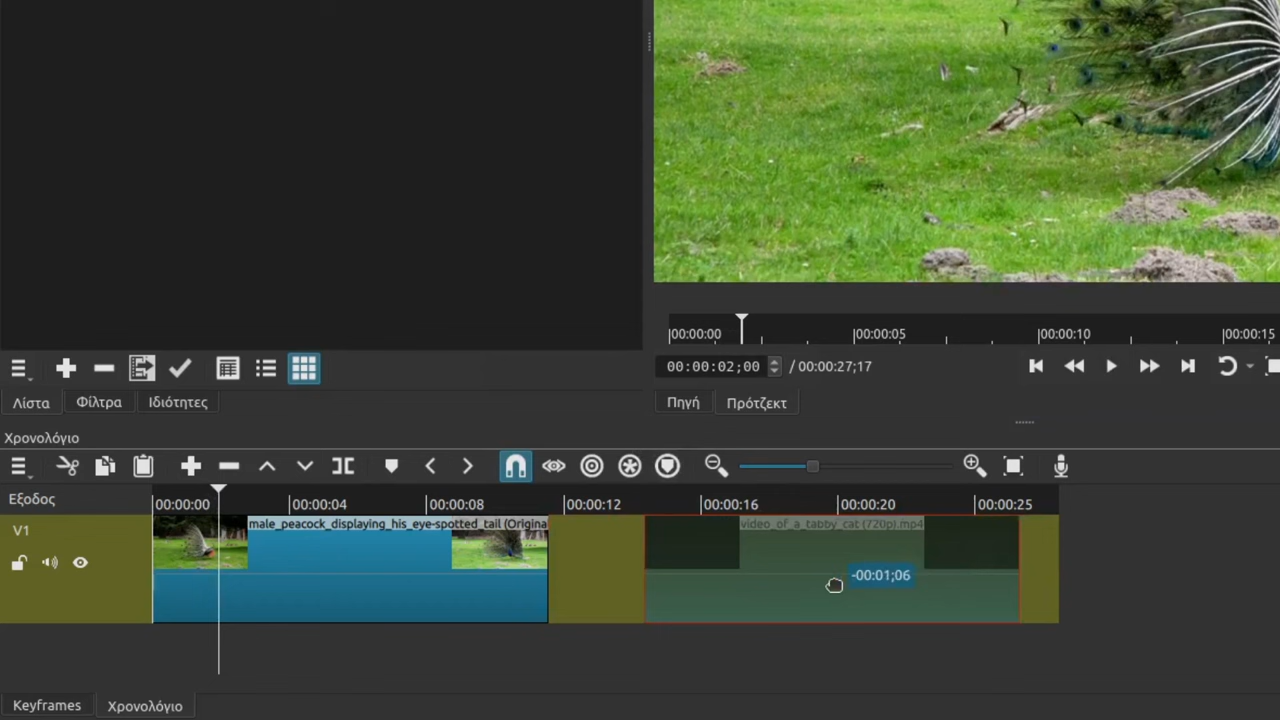 00:00:00
00:00:05
00:00:10
00:00:15
00:00:02;00 / 00:00:27;17
Λίστα Φίλτρα Ιδιότητες
Πηγή Πρότζεκτ
Χρονολόγιο
Έξοδος
00:00:00 00:00:04 00:00:08 00:00:12 00:00:16 00:00:20 00:00:25
V1
male_peacock_displaying_his_eye-spotted_tail (Origina
video_of_a_tabby_cat (720p).mp4
-00:01;06
Keyframes Χρονολόγιο